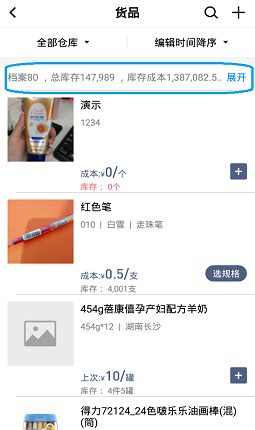 货品
全部仓库 编辑时间降序
档案80 ，总库存147,989 ，库存成本1,387,082.5.. 展开
演示
1234
成本:¥0/个
库存： 0个
红色笔
010 | 白雪 | 走珠笔
成本:¥0.5/支
选规格
库存： 4,001支
454g蓓康僖孕产妇配方羊奶
454g*12 | 湖南长沙
上次:¥10/罐
库存： 4件5罐
得力72124_24色啵乐乐油画棒(混)
(筒)